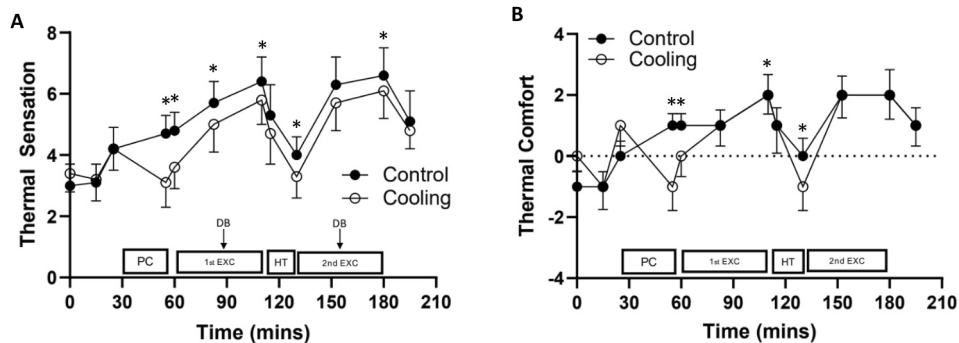 A
B
Thermal Sensation
8
6
4
2
0
* *
*
*
*
*
Control
Cooling
DB
DB
PC
1st EXC
HT
2nd EXC
0 30 60 90 120 150 180 210
Time (mins)
Thermal Comfort
4
2
0
-2
-4
Control
Cooling
**
*
*
PC
1st EXC
HT
2nd EXC
0 30 60 90 120 150 180 210
Time (mins)